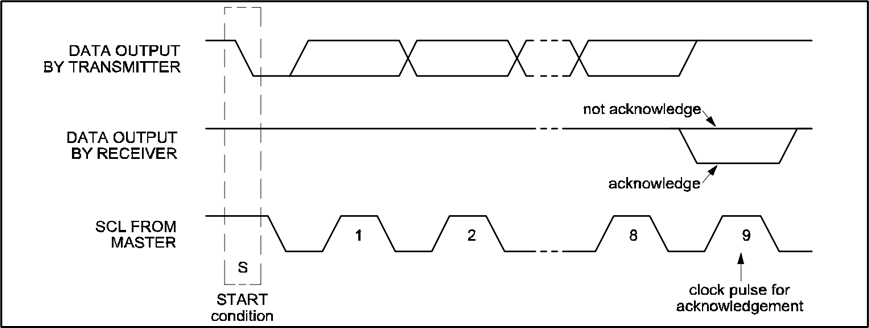 DATA OUTPUT
BY TRANSMITTER
not acknowledge
DATA OUTPUT
BY RECEIVER
acknowledge
SCL FROM
MASTER
1
2
8
9
S
START
condition
clock pulse for
acknowledgement